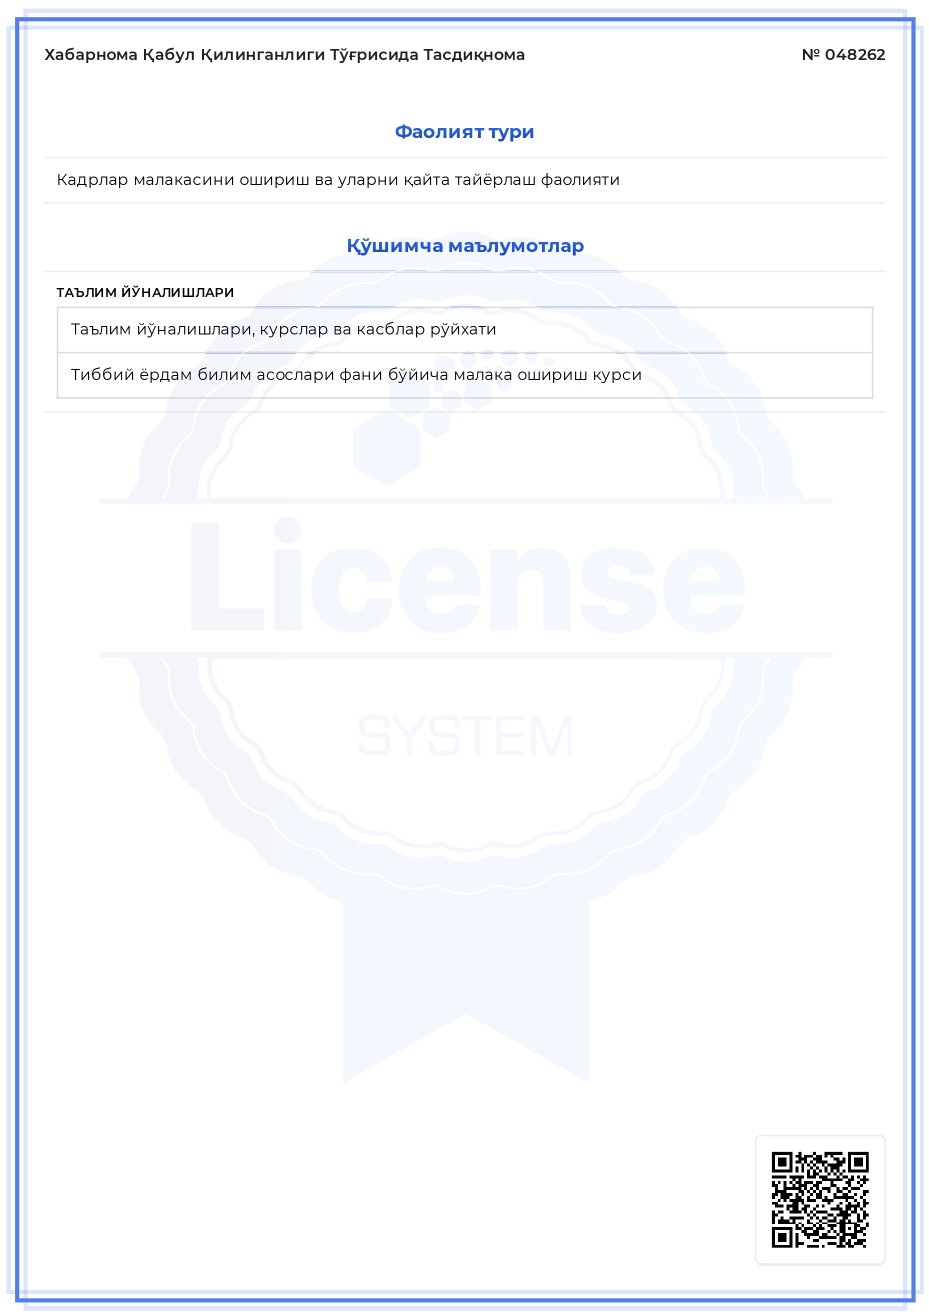 Хабарнома Қабул Қилинганлиги Тўғрисида Тасдиқнома № 048262
Фаолият тури
Кадрлар малакасини ошириш ва уларни қайта тайёрлаш фаолияти
Қўшимча маълумотлар
ТАЪЛИМ ЙЎНАЛИШЛАРИ
Таълим йўналишлари, курслар ва касблар рўйхати
Тиббий ёрдам билим асослари фани бўйича малака ошириш курси
License
SYSTEM